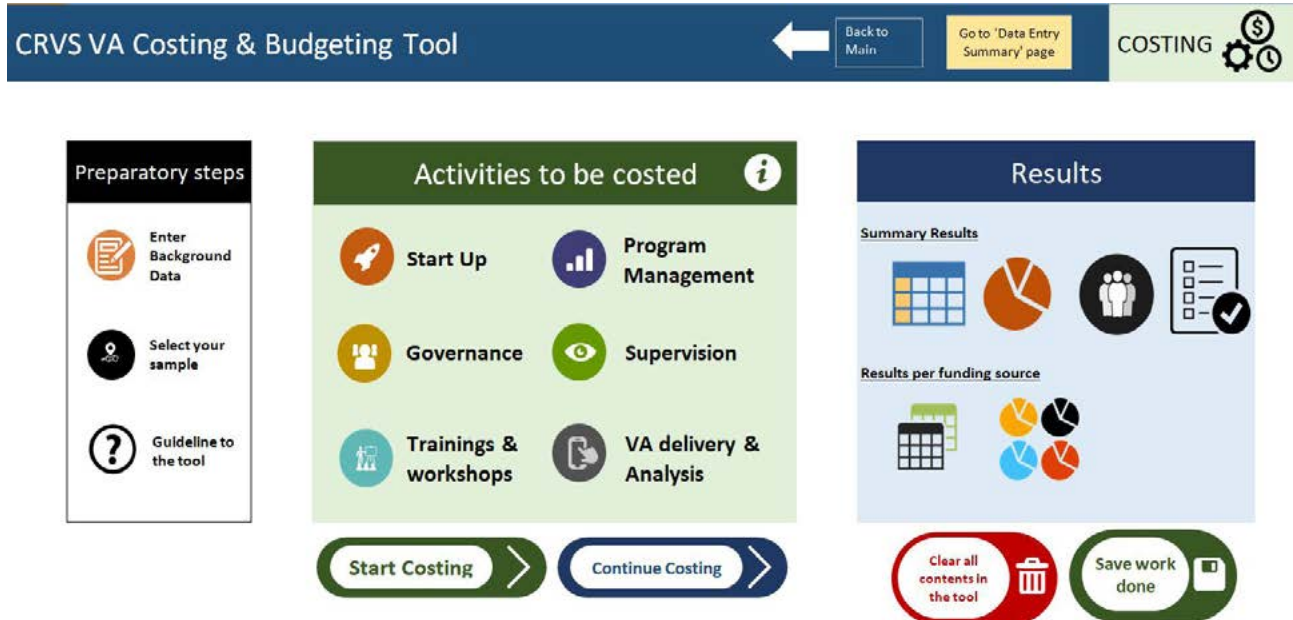 CRVS VA Costing & Budgeting Tool
Back to
Main
Go to 'Data Entry
Summary' page
COSTING
Preparatory steps
Enter
Background
Data
Select your
sample
Guideline to
the tool
Activities to be costed
Start Up
Program
Management
Governance
Supervision
Trainings &
workshops
VA delivery &
Analysis
Start Costing
Continue Costing
Results
Summary Results
Results per funding source
Clear all
contents in
the tool
Save work
done